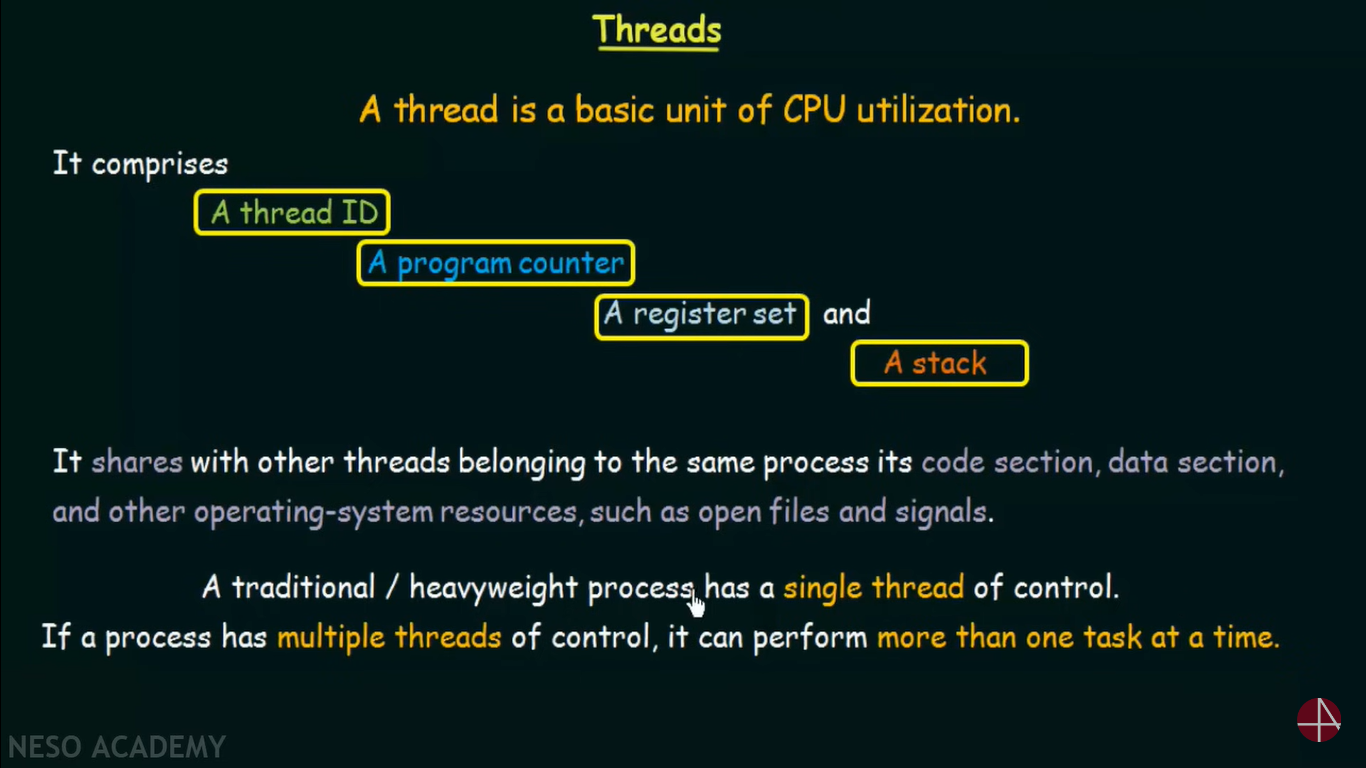 Threads
A thread is a basic unit of CPU utilization.
It comprises
A thread ID
A program counter
A register set and
A stack
It shares with other threads belonging to the same process its code section, data section,
and other operating-system resources, such as open files and signals.
A traditional / heavyweight process has a single thread of control.
If a process has multiple threads of control, it can perform more than one task at a time.
NESO ACADEMY